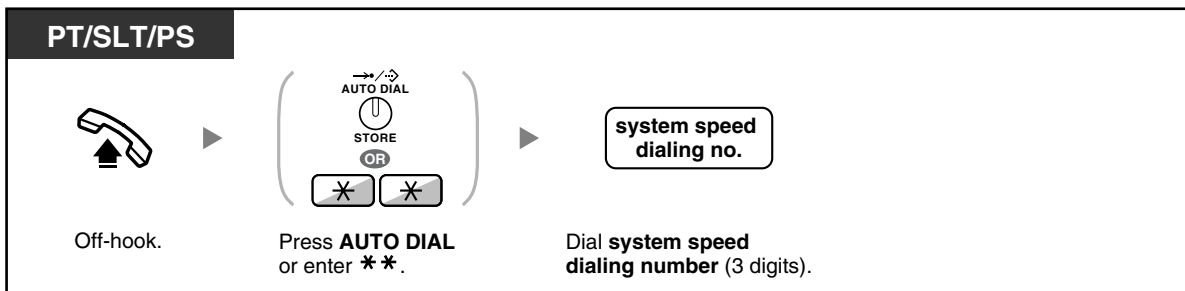 PT/SLT/PS
AUTO DIAL
STORE
OR
* *
system speed
dialing no.
Off-hook.
Press AUTO DIAL
or enter **.
Dial system speed
dialing number (3 digits).